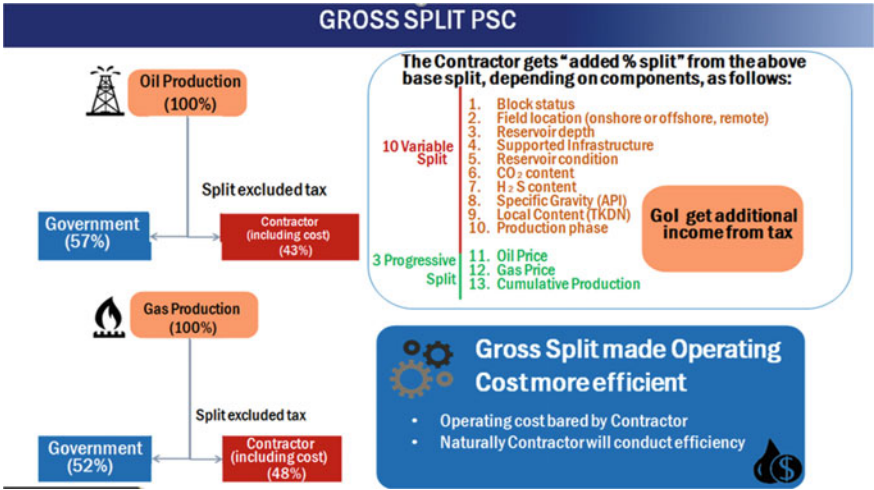 GROSS SPLIT PSC
Oil Production
(100%)
Split excluded tax
Government
(57%)
Contractor
(including cost)
(43%)
Gas Production
(100%)
Split excluded tax
Government
(52%)
Contractor
(including cost)
(48%)
The Contractor gets "added % split" from the above
base split, depending on components, as follows:
10 Variable
Split
1. Block status
2. Field location (onshore or offshore, remote)
3. Reservoir depth
4. Supported Infrastructure
5. Reservoir condition
6. CO₂ content
7. H₂S content
8. Specific Gravity (API)
9. Local Content (TKDN)
10. Production phase
3 Progressive
Split
11. Oil Price
12. Gas Price
13. Cumulative Production
GoI get additional
income from tax
Gross Split made Operating
Cost more efficient
• Operating cost bared by Contractor
• Naturally Contractor will conduct efficiency
$